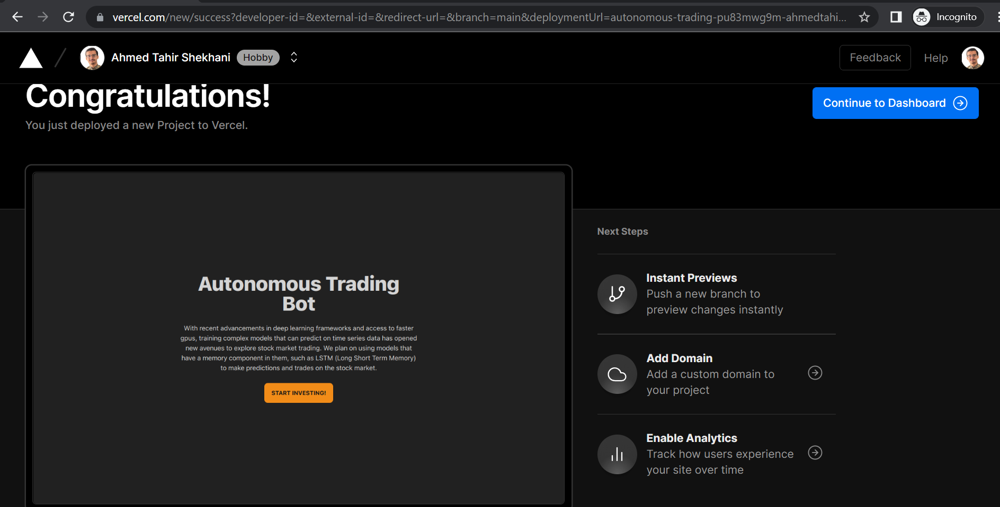 vercel.com/new/success?developer-id=&external-id=&redirect-url=&branch=main&deploymentUrl=autonomous-trading-pu83mwg9m-ahmedtahi...
Incognito
Ahmed Tahir Shekhani Hobby
Feedback
Help
Congratulations!
You just deployed a new Project to Vercel.
Continue to Dashboard
Autonomous Trading
Bot
With recent advancements in deep learning frameworks and access to faster
gpus, training complex models that can predict on time series data has opened
new avenues to explore stock market trading. We plan on using models that
have a memory component in them, such as LSTM (Long Short Term Memory)
to make predictions and trades on the stock market.
START INVESTING!
Next Steps
Instant Previews
Push a new branch to
preview changes instantly
Add Domain
Add a custom domain to
your project
Enable Analytics
Track how users experience
your site over time